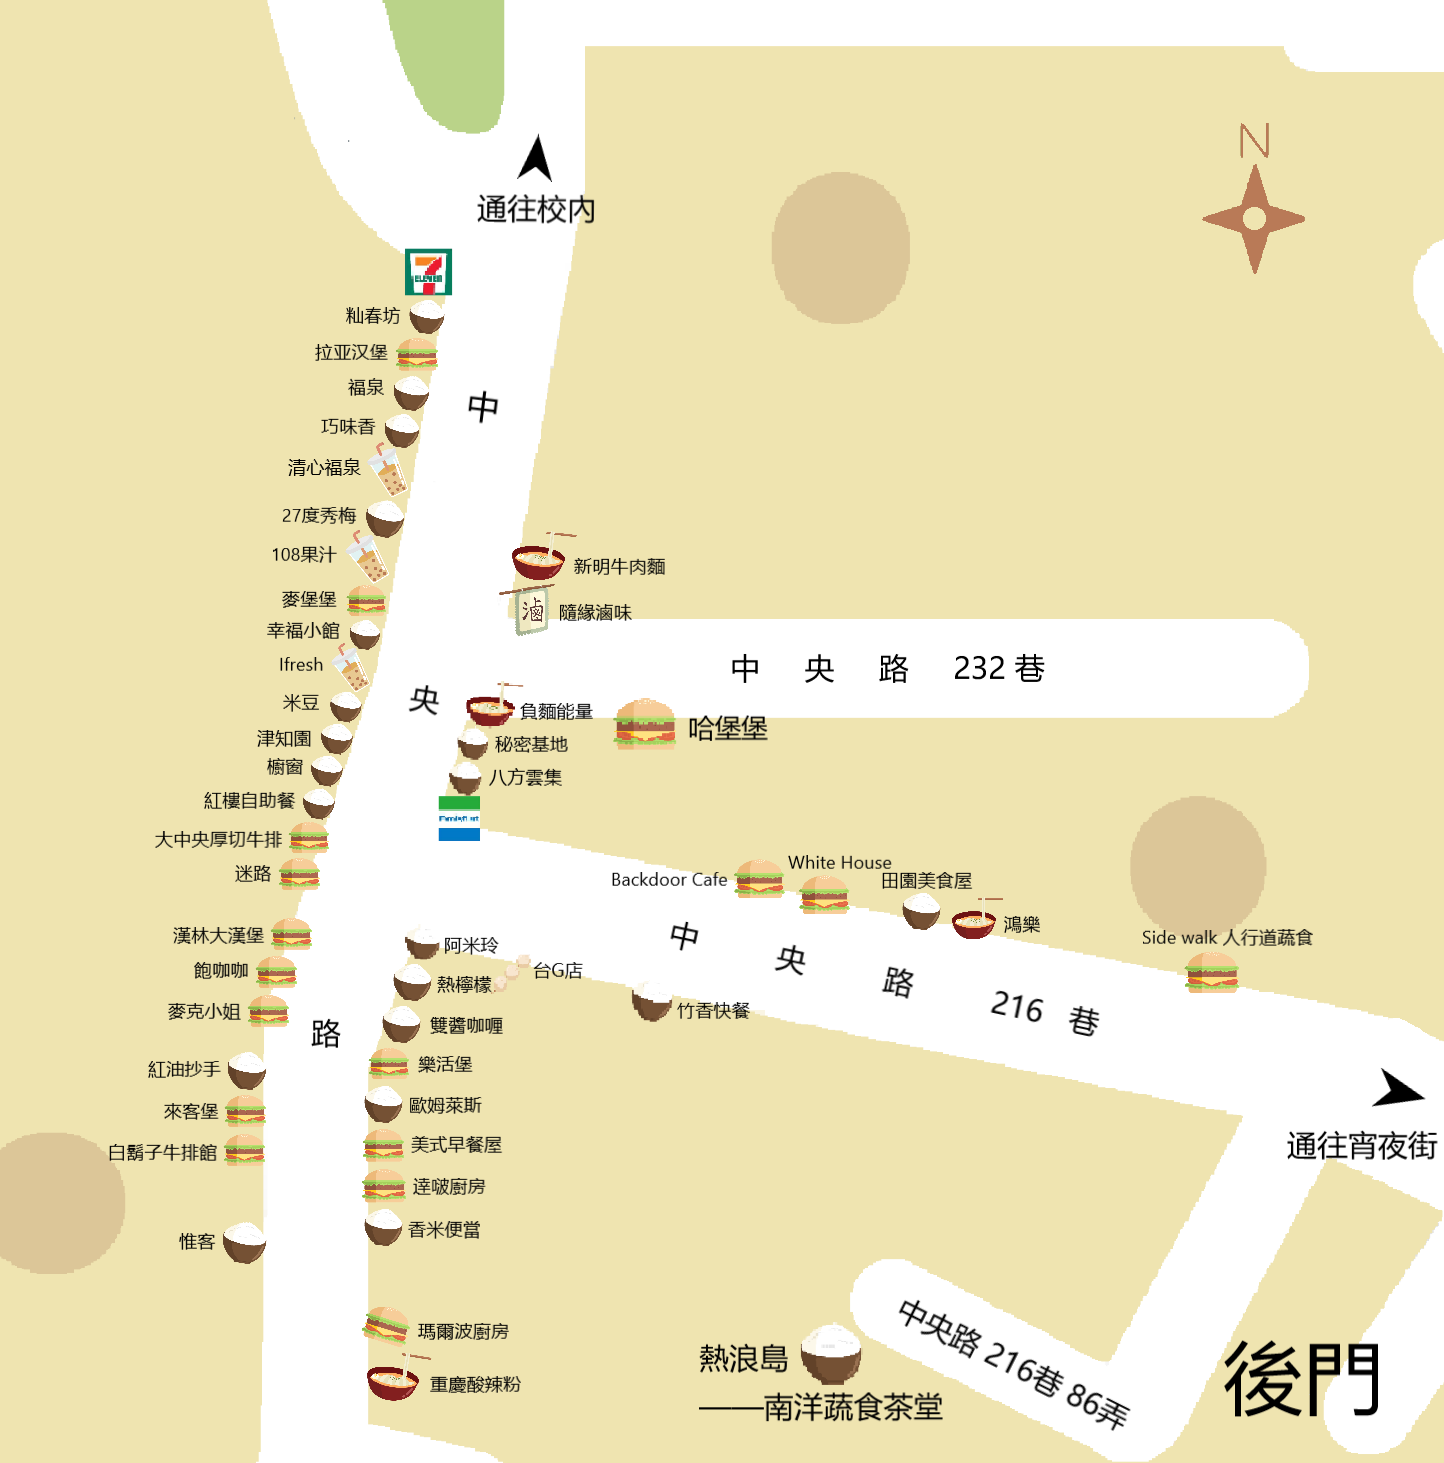 N
通往校內
7
ELEVEN
籼春坊
拉亚汉堡
福泉
巧味香
清心福泉
27度秀梅
108果汁
麥堡堡
幸福小館
Ifresh
米豆
津知園
櫥窗
紅樓自助餐
大中央厚切牛排
迷路
漢林大漢堡
飽咖咖
麥克小姐
紅油抄手
來客堡
白鬍子牛排館
惟客
中
央
路
新明牛肉麵
滷
隨緣滷味
中 央 路 232 巷
負麵能量
哈堡堡
秘密基地
八方雲集
FamilyMart
Backdoor Cafe
White House
田園美食屋
鴻樂
Side walk 人行道蔬食
中 央 路 216 巷
阿米玲
熱檸檬
台G店
竹香快餐
雙醬咖喱
樂活堡
歐姆萊斯
美式早餐屋
達啵廚房
香米便當
瑪爾波廚房
重慶酸辣粉
通往宵夜街
熱浪島
——南洋蔬食茶堂
中央路 216巷 86弄
後門